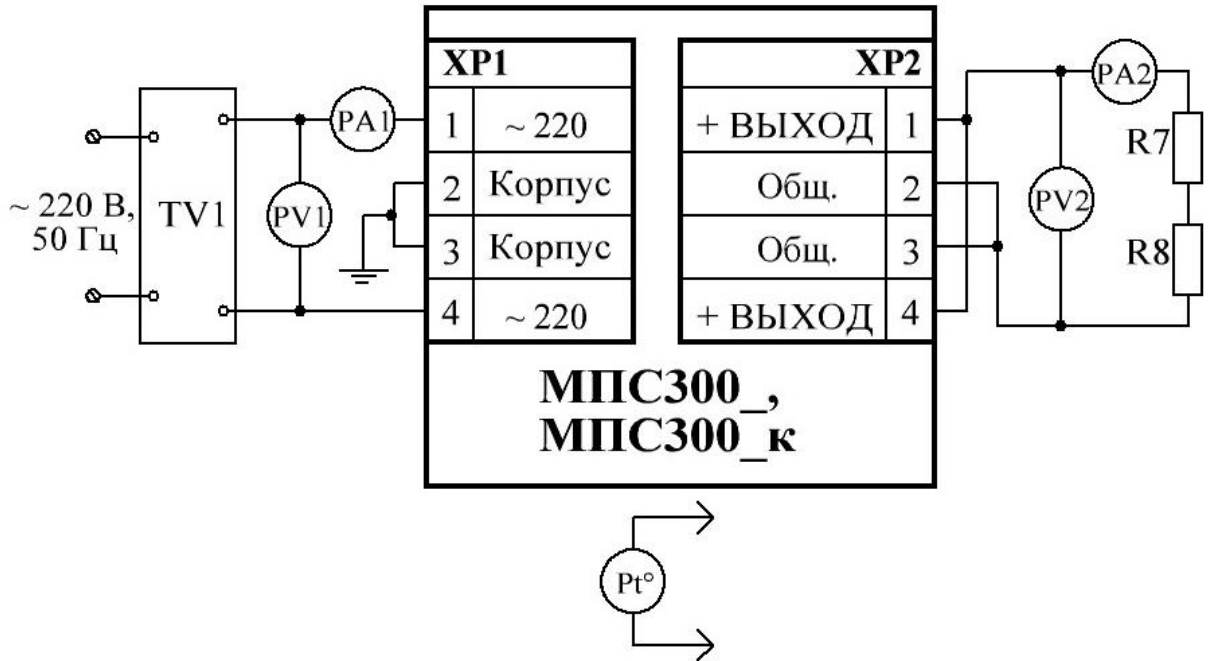 XP1
XP2
1 ~ 220
2 Корпус
3 Корпус
4 ~ 220
+ ВЫХОД 1
Общ. 2
Общ. 3
+ ВЫХОД 4
~ 220 В,
50 Гц
TV1
PV1
PA1
PA2
PV2
R7
R8
МПС300_,
МПС300_к
Pt°